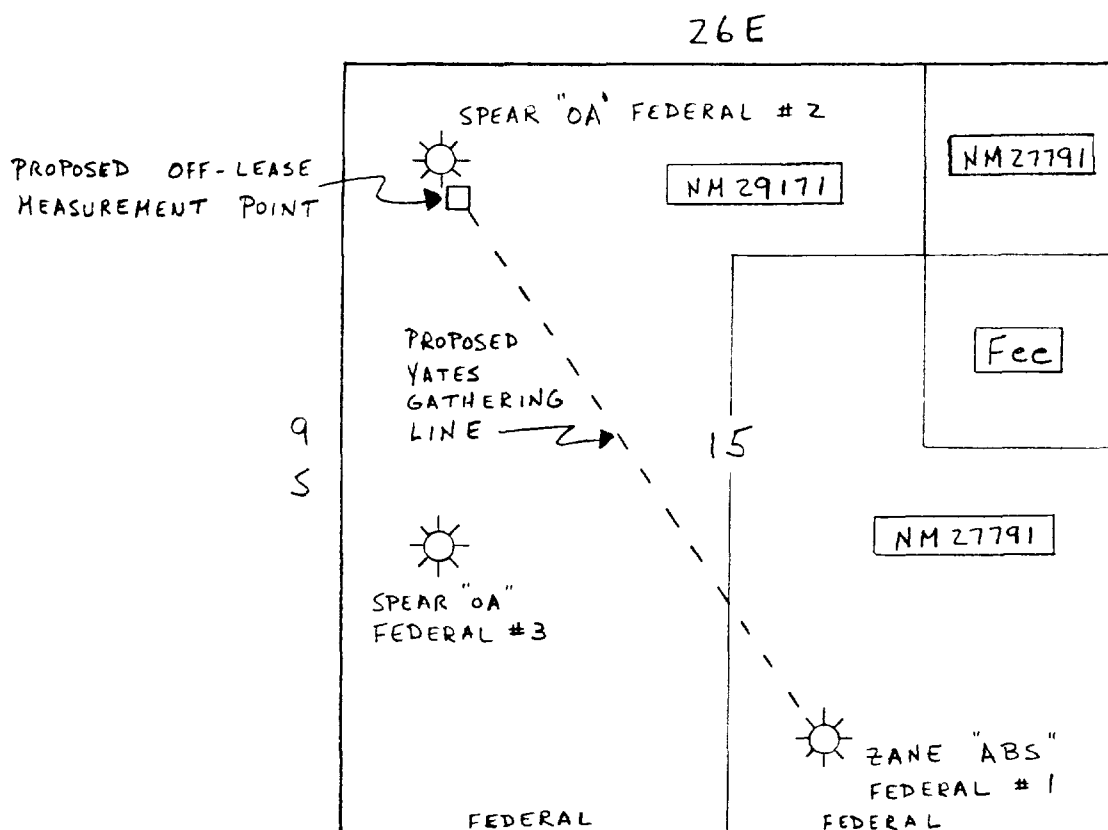 26E
SPEAR "OA" FEDERAL #2
PROPOSED OFF-LEASE
MEASUREMENT POINT
NM 29171
NM 27791
PROPOSED
YATES
GATHERING
LINE
Fee
9
S
15
NM 27791
SPEAR "OA"
FEDERAL #3
ZANE "ABS"
FEDERAL #1
FEDERAL
FEDERAL